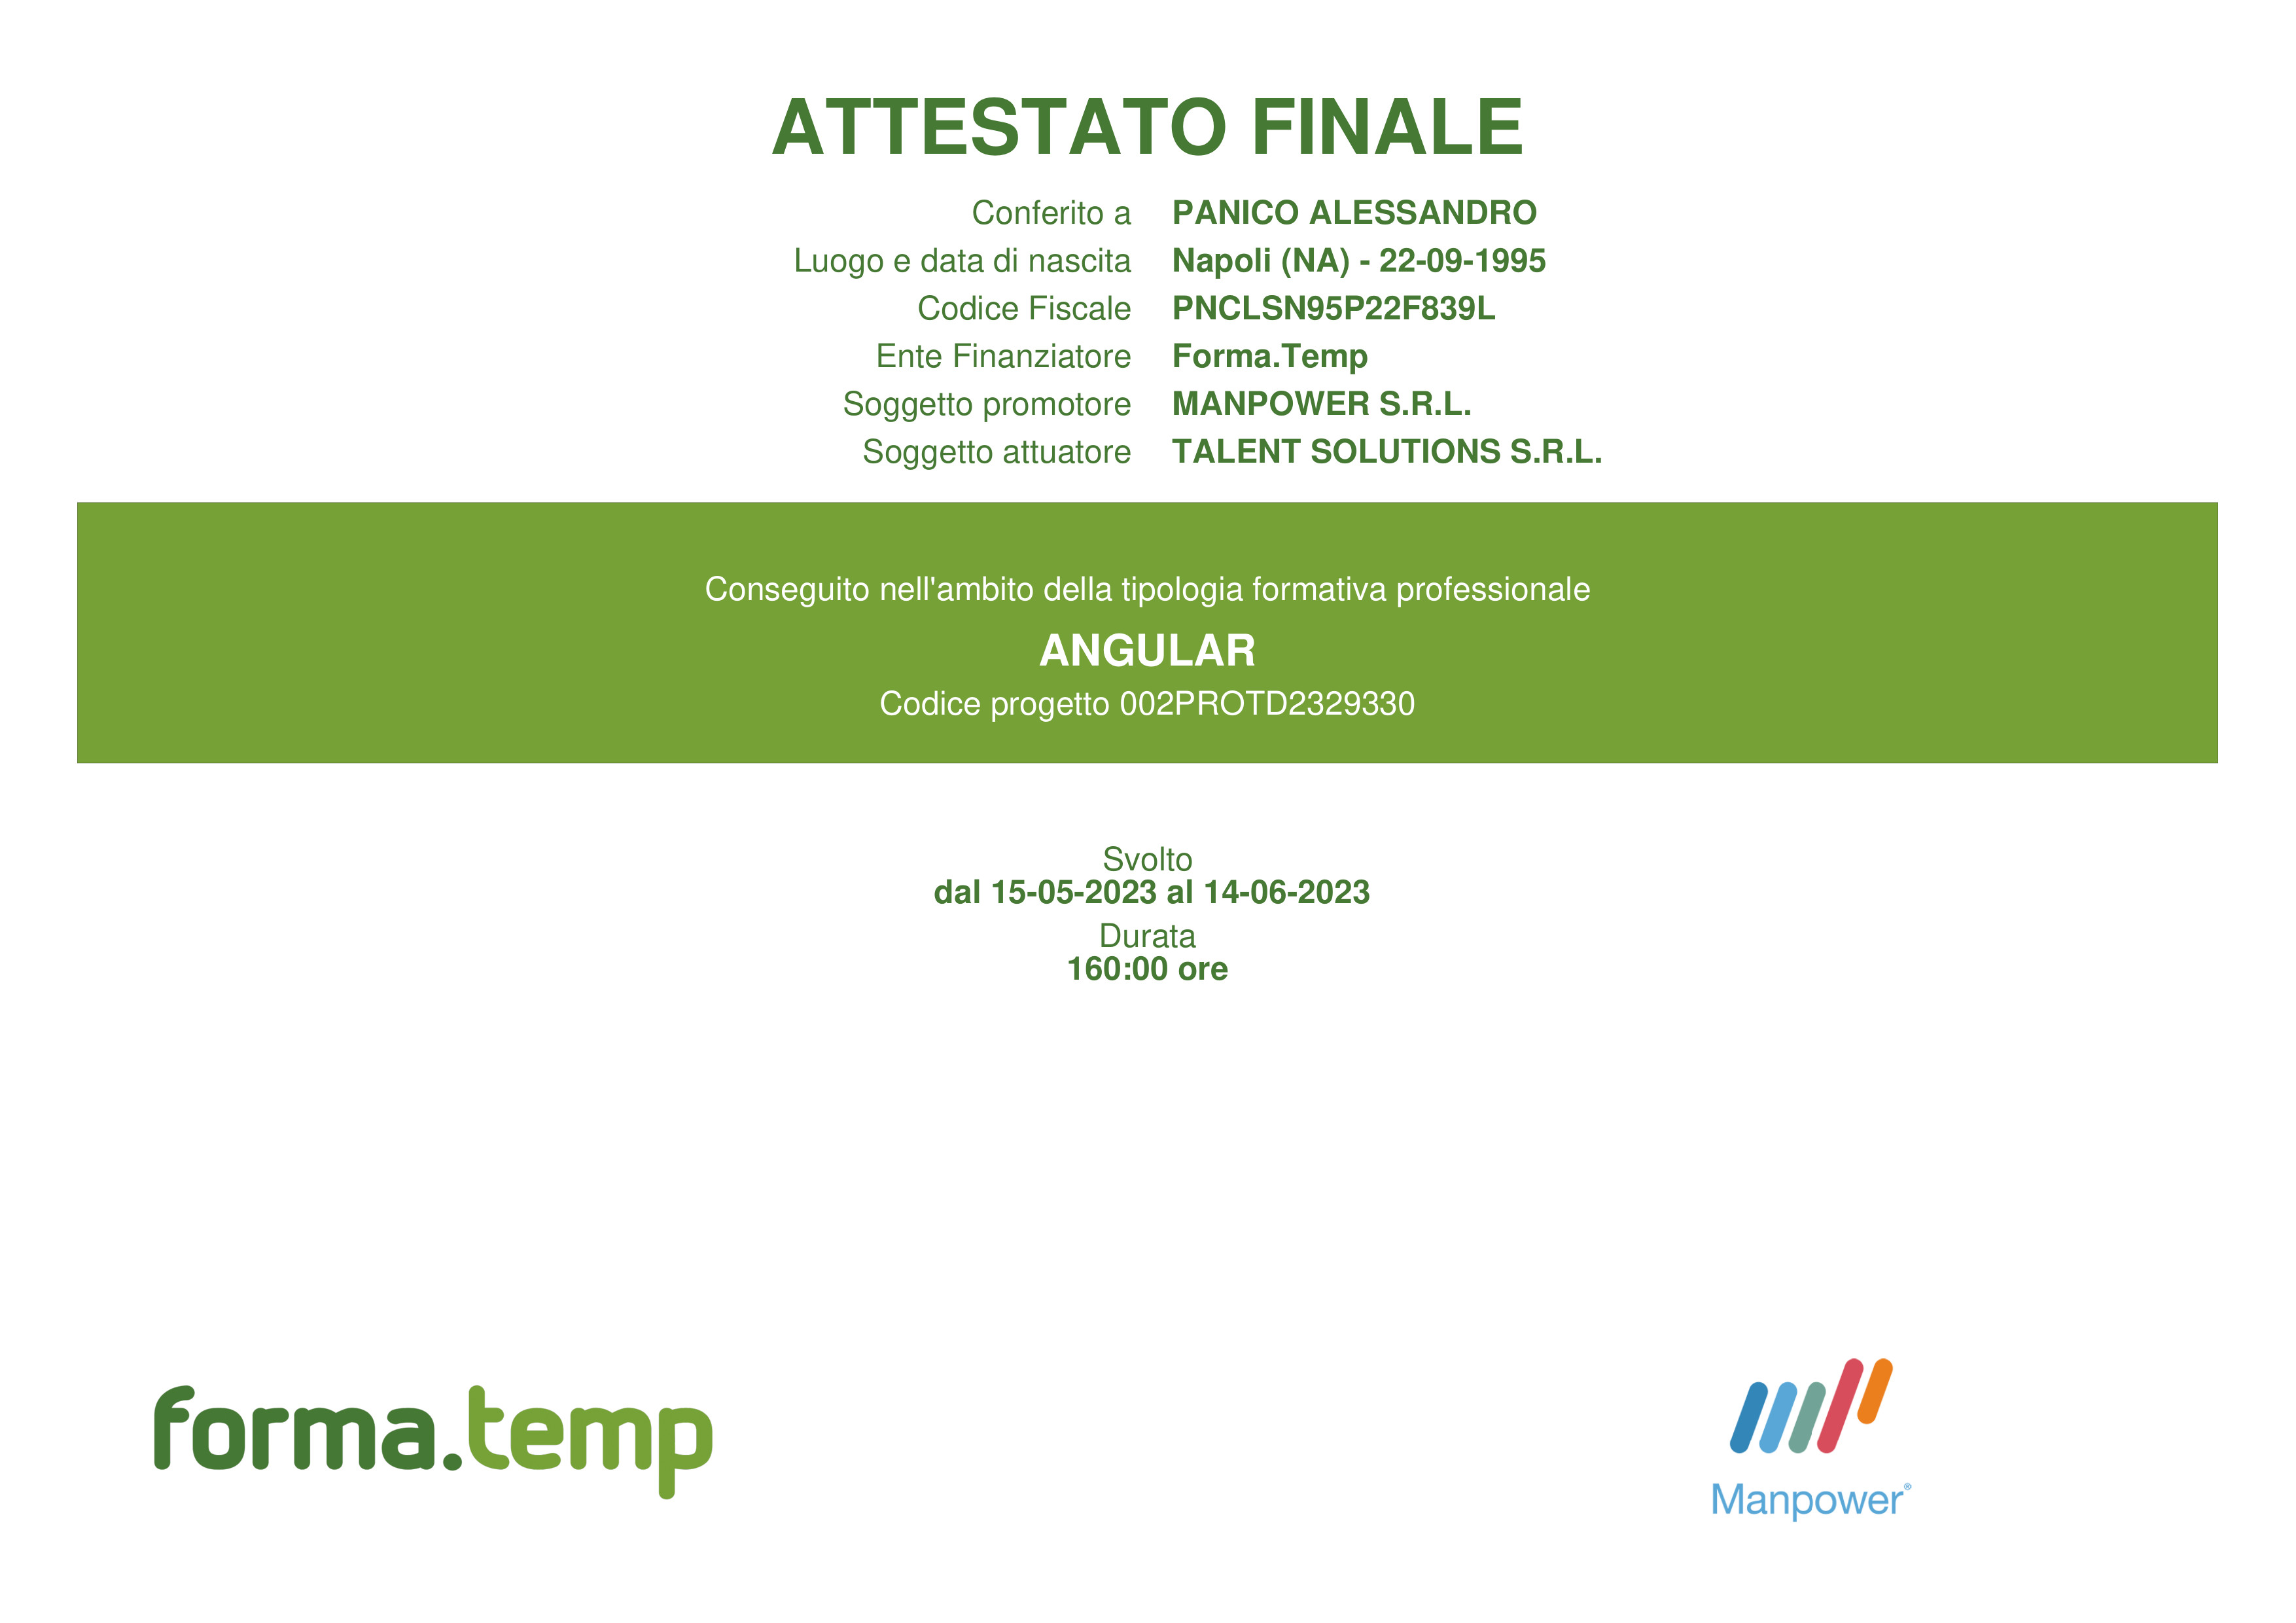 ATTESTATO FINALE
Conferito a PANICO ALESSANDRO
Luogo e data di nascita Napoli (NA) - 22-09-1995
Codice Fiscale PNCLSN95P22F839L
Ente Finanziatore Forma.Temp
Soggetto promotore MANPOWER S.R.L.
Soggetto attuatore TALENT SOLUTIONS S.R.L.
Conseguito nell'ambito della tipologia formativa professionale
ANGULAR
Codice progetto 002PROTD2329330
Svolto
dal 15-05-2023 al 14-06-2023
Durata
160:00 ore
forma.temp
Manpower®